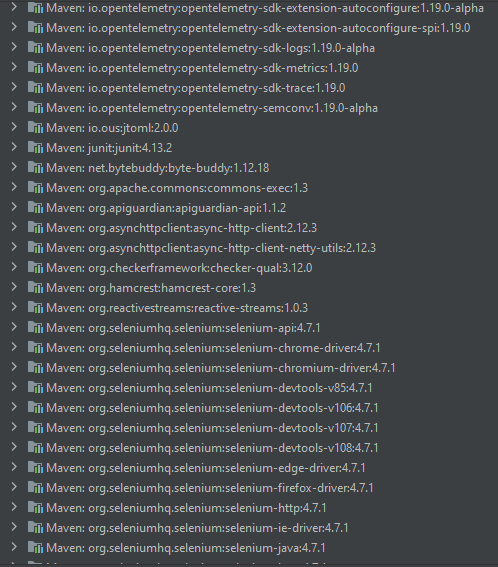 Maven: io.opentelemetry:opentelemetry-sdk-extension-autoconfigure:1.19.0-alpha
Maven: io.opentelemetry:opentelemetry-sdk-extension-autoconfigure-spi:1.19.0
Maven: io.opentelemetry:opentelemetry-sdk-logs:1.19.0-alpha
Maven: io.opentelemetry:opentelemetry-sdk-metrics:1.19.0
Maven: io.opentelemetry:opentelemetry-sdk-trace:1.19.0
Maven: io.opentelemetry:opentelemetry-semconv:1.19.0-alpha
Maven: io.ous:jtoml:2.0.0
Maven: junit:junit:4.13.2
Maven: net.bytebuddy:byte-buddy:1.12.18
Maven: org.apache.commons:commons-exec:1.3
Maven: org.apiguardian:apiguardian-api:1.1.2
Maven: org.asynchttpclient:async-http-client:2.12.3
Maven: org.asynchttpclient:async-http-client-netty-utils:2.12.3
Maven: org.checkerframework:checker-qual:3.12.0
Maven: org.hamcrest:hamcrest-core:1.3
Maven: org.reactivestreams:reactive-streams:1.0.3
Maven: org.seleniumhq.selenium:selenium-api:4.7.1
Maven: org.seleniumhq.selenium:selenium-chrome-driver:4.7.1
Maven: org.seleniumhq.selenium:selenium-chromium-driver:4.7.1
Maven: org.seleniumhq.selenium:selenium-devtools-v85:4.7.1
Maven: org.seleniumhq.selenium:selenium-devtools-v106:4.7.1
Maven: org.seleniumhq.selenium:selenium-devtools-v107:4.7.1
Maven: org.seleniumhq.selenium:selenium-devtools-v108:4.7.1
Maven: org.seleniumhq.selenium:selenium-edge-driver:4.7.1
Maven: org.seleniumhq.selenium:selenium-firefox-driver:4.7.1
Maven: org.seleniumhq.selenium:selenium-http:4.7.1
Maven: org.seleniumhq.selenium:selenium-ie-driver:4.7.1
Maven: org.seleniumhq.selenium:selenium-java:4.7.1